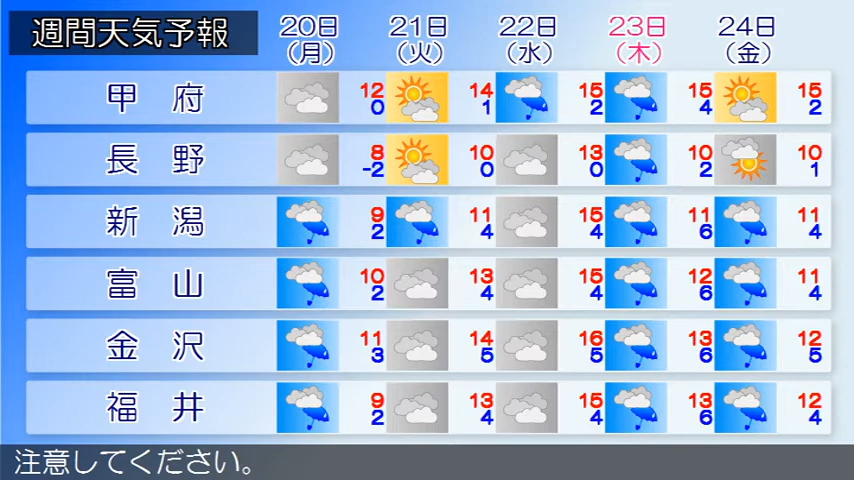 週間天気予報 20日 21日 22日 23日 24日
(月) (火) (水) (木) (金)
甲府 12 0 14 1 15 2 15 4 15 2
長野 8 -2 10 0 13 0 10 2 10 1
新潟 9 2 11 4 15 4 11 6 11 4
富山 10 2 13 4 15 4 12 6 11 4
金沢 11 3 14 5 16 5 13 6 12 5
福井 9 2 13 4 15 4 13 6 12 4
注意してください。